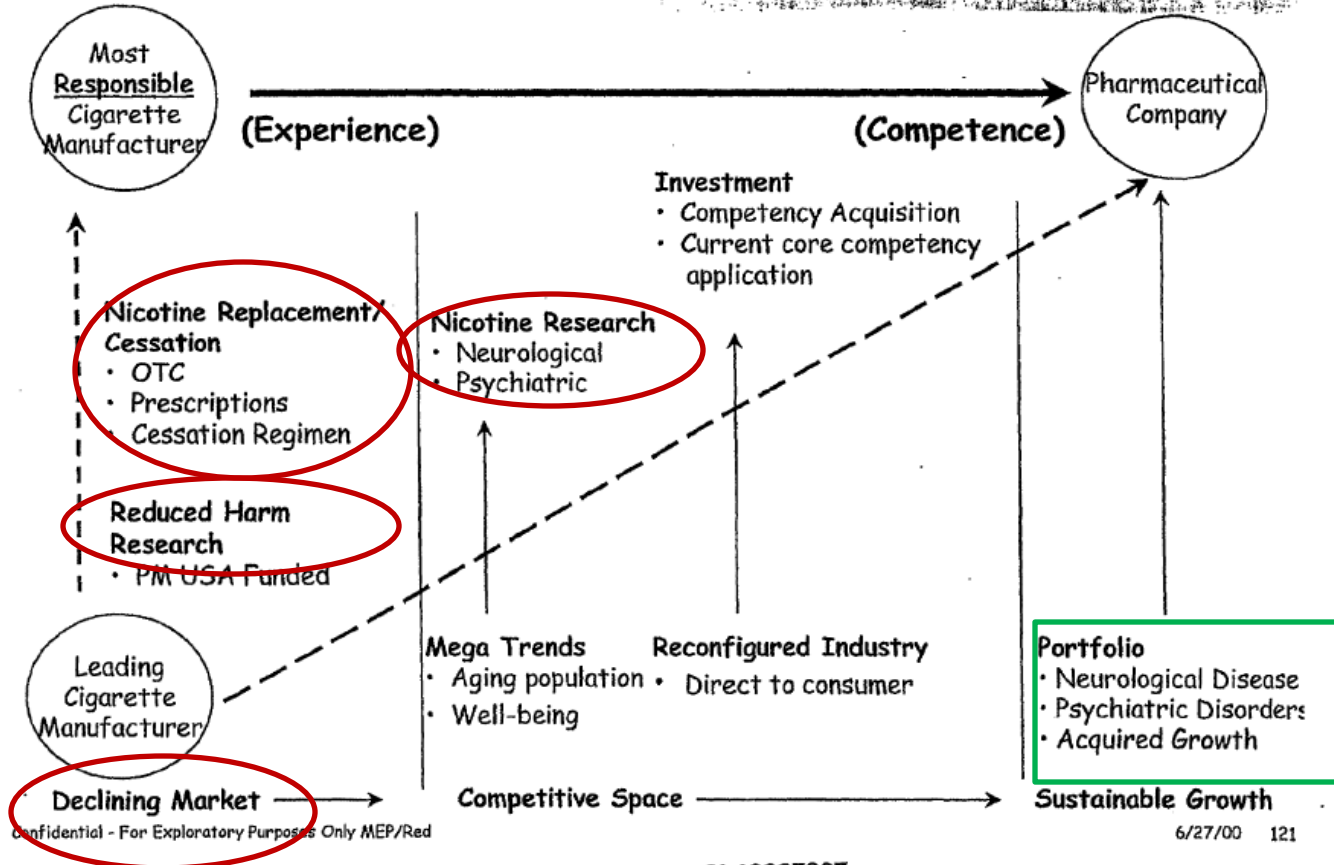 Most
Responsible
Cigarette
Manufacturer
(Experience)
(Competence)
Pharmaceutical
Company
Investment
· Competency Acquisition
· Current core competency
application
Nicotine Replacement/
Cessation
· OTC
· Prescriptions
· Cessation Regimen
Nicotine Research
· Neurological
· Psychiatric
Reduced Harm
Research
· PM USA Funded
Leading
Cigarette
Manufacturer
Mega Trends
· Aging population
· Well-being
Reconfigured Industry
· Direct to consumer
Portfolio
· Neurological Disease
· Psychiatric Disorders
· Acquired Growth
Declining Market
Competitive Space
Sustainable Growth
Confidential - For Exploratory Purposes Only MEP/Red
6/27/00 121